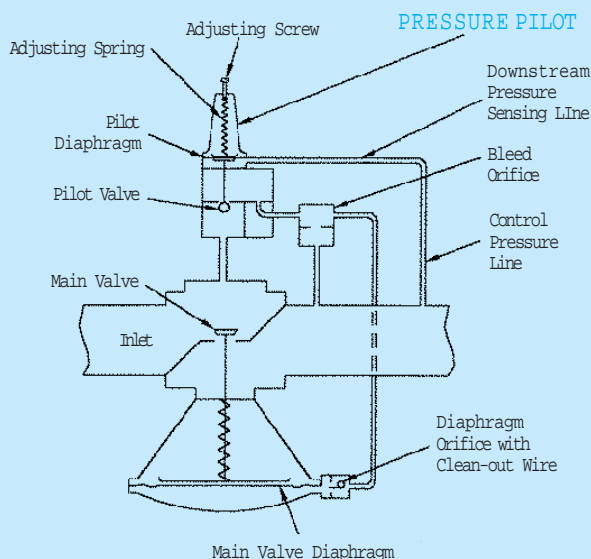 PRESSURE PILOT
Adjusting Screw
Adjusting Spring
Downstream
Pressure
Sensing LIne
Pilot
Diaphragm
Bleed
Orifice
Pilot Valve
Control
Pressure
Line
Main Valve
Inlet
Diaphragm
Orifice with
Clean-out Wire
Main Valve Diaphragm